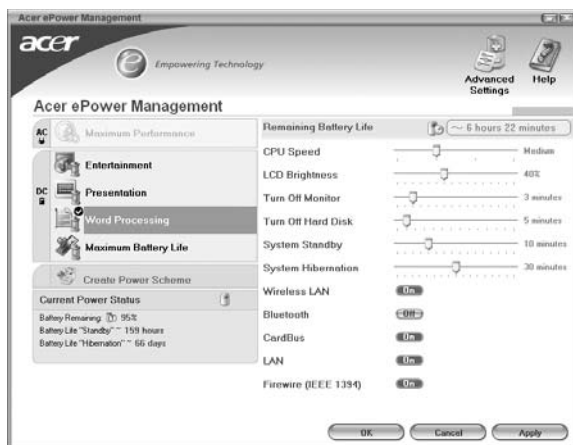 Acer ePower Management
acer
Empowering Technology
Advanced Settings
Help
Acer ePower Management
AC
Maximum Performance
DC
Entertainment
Presentation
Word Processing
Maximum Battery Life
Create Power Scheme
Current Power Status
Battery Remaining: 95%
Battery Life "Standby" ~ 159 hours
Battery Life "Hibernation" ~ 66 days
Remaining Battery Life ~ 6 hours 22 minutes
CPU Speed Medium
LCD Brightness 40%
Turn Off Monitor 3 minutes
Turn Off Hard Disk 5 minutes
System Standby 10 minutes
System Hibernation 30 minutes
Wireless LAN On
Bluetooth Off
CardBus On
LAN On
Firewire (IEEE 1394) On
OK Cancel Apply